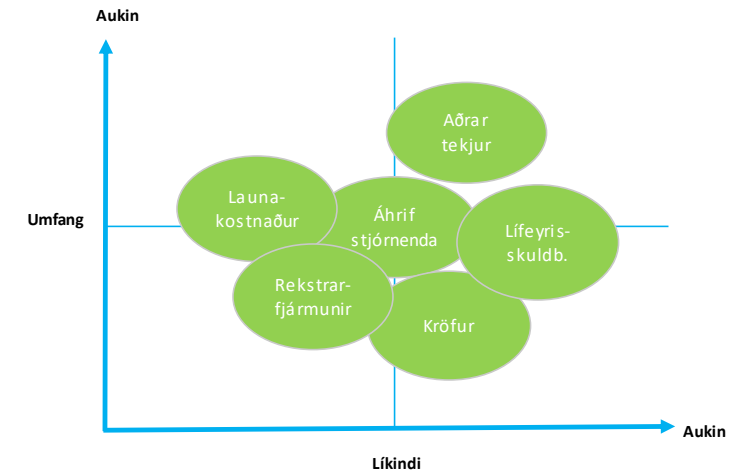 Aukin
Aðrar
tekjur
Launa-
kostnaður
Áhrif
stjórnenda
Umfang
Lífeyris-
skuldb.
Rekstrar-
fjármunir
Kröfur
Aukin
Líkindi